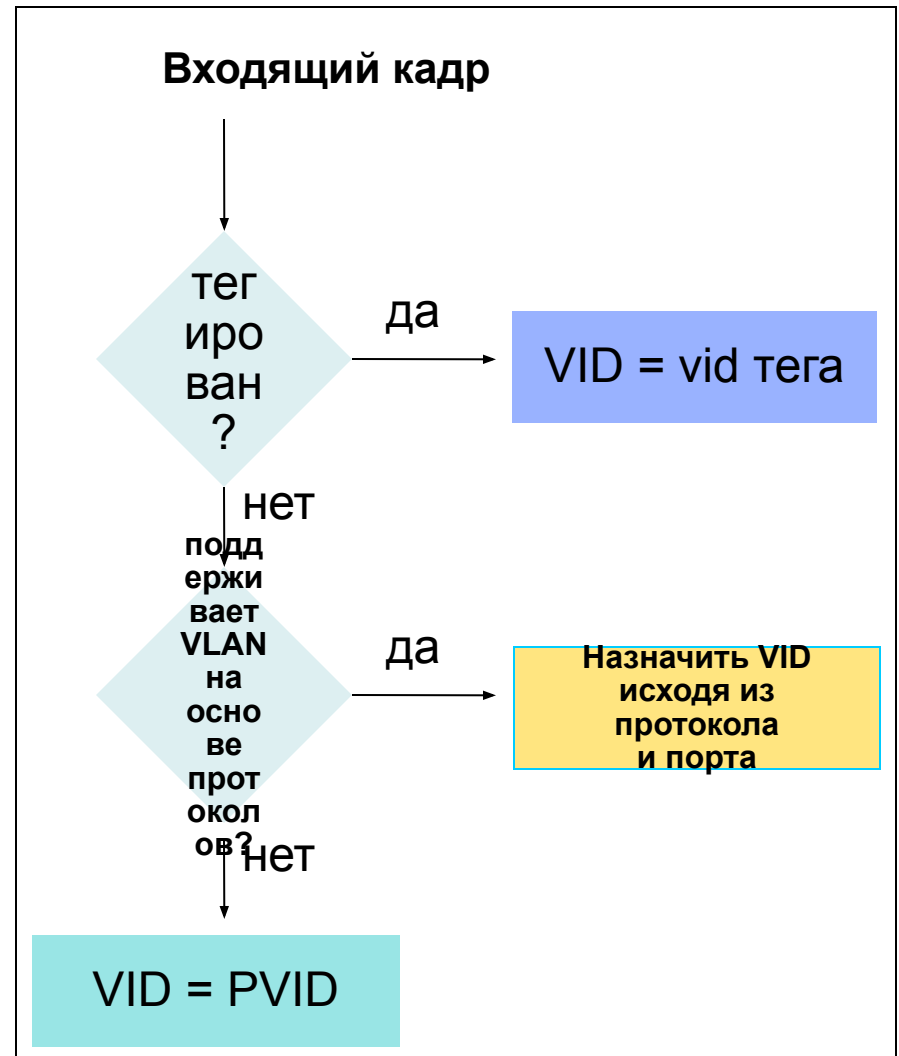 Входящий кадр
тег
иро
ван
?
да
VID = vid тега
нет
подд
ержи
вает
VLAN
на
осно
ве
прот
окол
ов?
да
Назначить VID
исходя из
протокола
и порта
нет
VID = PVID